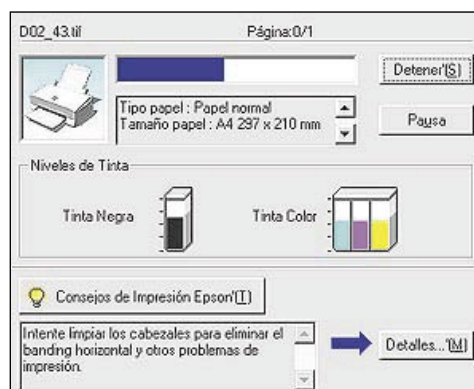 D02_43.tif Página:0/1
Detener'(S)
Tipo papel : Papel normal
Tamaño papel : A4 297 x 210 mm
Pausa
Niveles de Tinta
Tinta Negra Tinta Color
Consejos de Impresión Epson'(T)
Intente limpiar los cabezales para eliminar el
banding horizontal y otros problemas de
impresión.
Detalles...'(M)